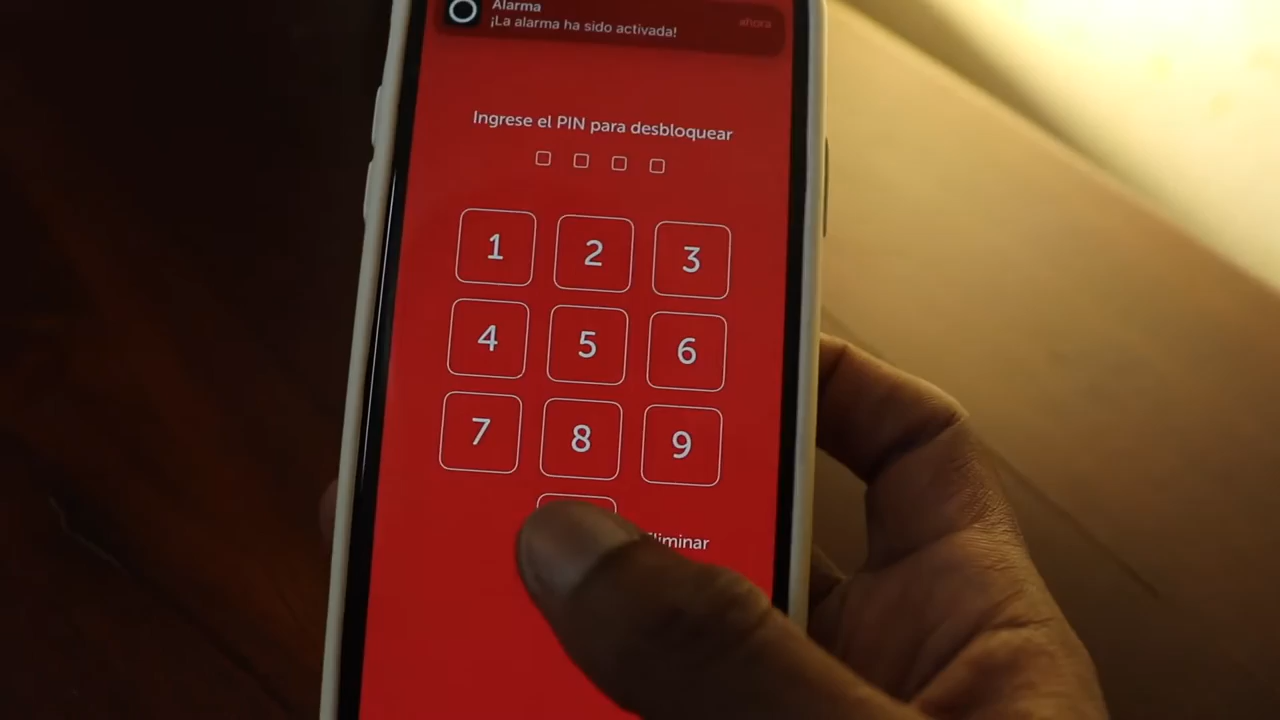 Alarma
ahora
¡La alarma ha sido activada!
Ingrese el PIN para desbloquear
1 2 3
4 5 6
7 8 9
Eliminar